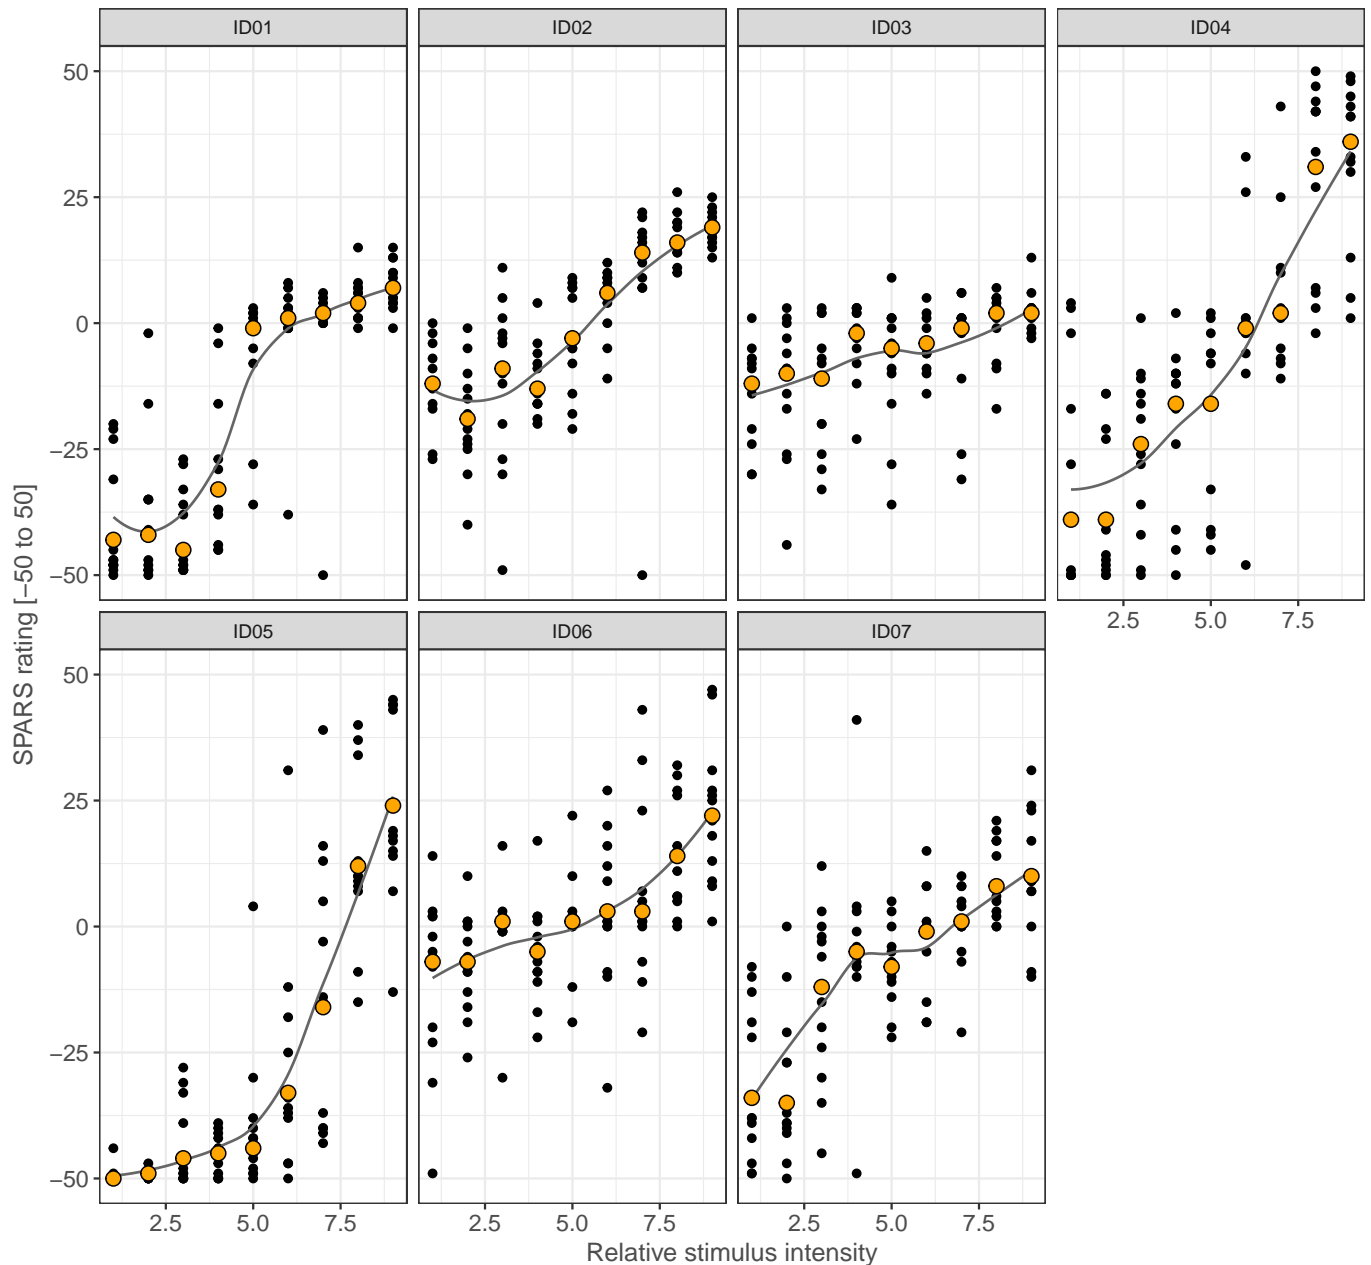 ID01 ID02 ID03 ID04
50
25
0
−25
−50
2.5 5.0 7.5
ID05 ID06 ID07
50
25
0
−25
−50
2.5 5.0 7.5 2.5 5.0 7.5 2.5 5.0 7.5
Relative stimulus intensity
SPARS rating [−50 to 50]